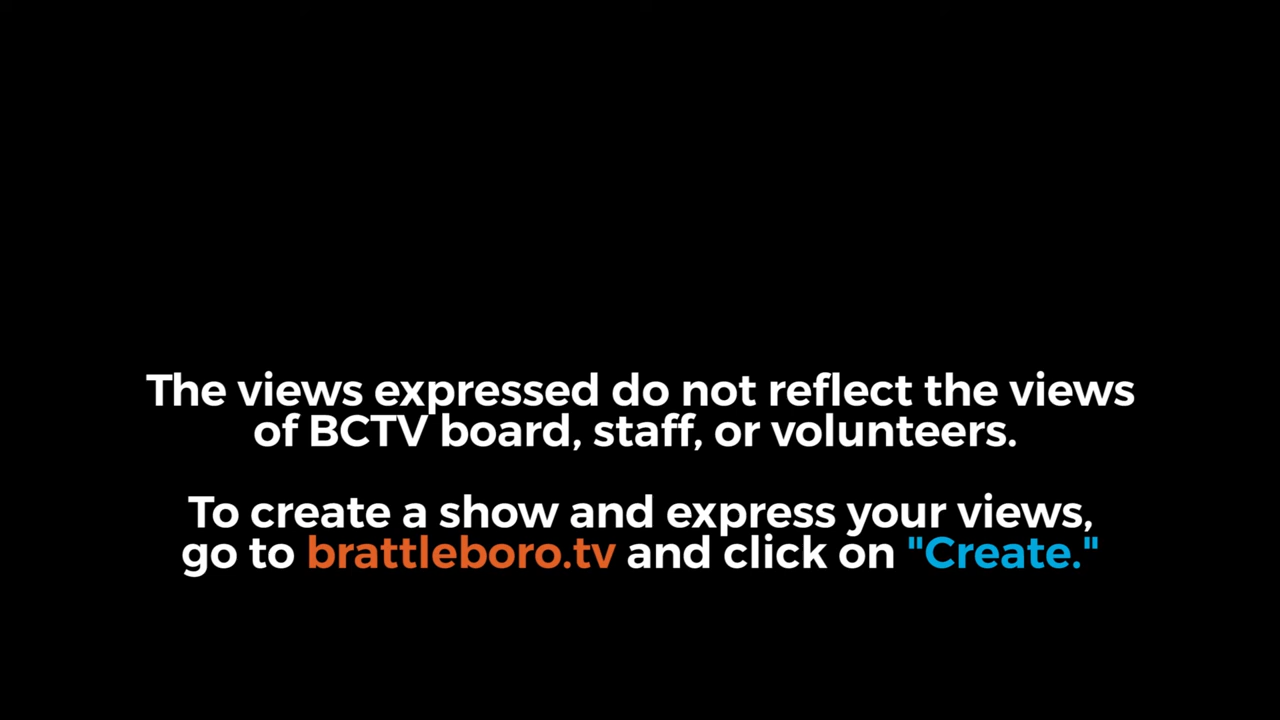 The views expressed do not reflect the views
of BCTV board, staff, or volunteers.
To create a show and express your views,
go to brattleboro.tv and click on "Create."